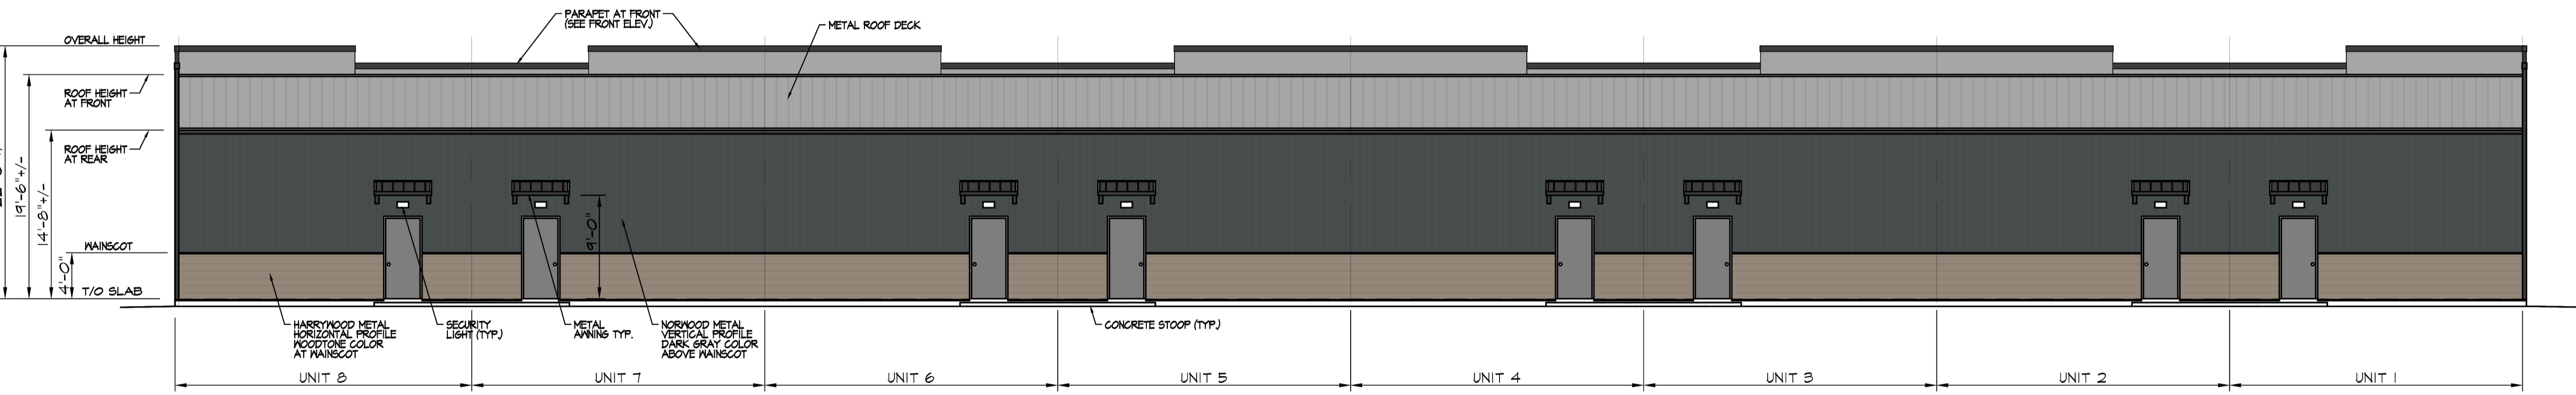 PARAPET AT FRONT
(SEE FRONT ELEV.)
METAL ROOF DECK
OVERALL HEIGHT
ROOF HEIGHT
AT FRONT
ROOF HEIGHT
AT REAR
19'-6"+/-
14'-8"+/-
9'-0"
WAINSCOT
4'-0"
T/O SLAB
HARRYWOOD METAL
HORIZONTAL PROFILE
WOODTONE COLOR
AT WAINSCOT
SECURITY
LIGHT (TYP.)
METAL
AWNING TYP.
NORWOOD METAL
VERTICAL PROFILE
DARK GRAY COLOR
ABOVE WAINSCOT
CONCRETE STOOP (TYP.)
UNIT 8
UNIT 7
UNIT 6
UNIT 5
UNIT 4
UNIT 3
UNIT 2
UNIT 1